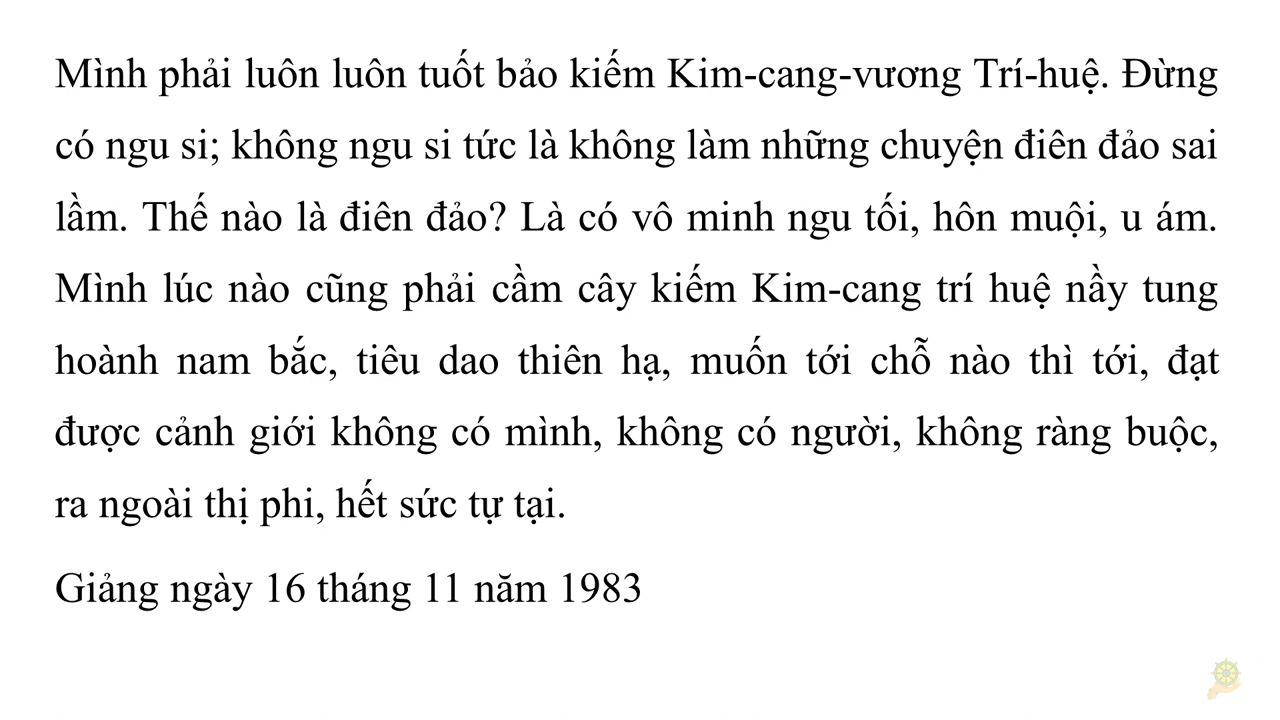 Mình phải luôn luôn tuốt bảo kiếm Kim-cang-vương Trí-huệ. Đừng
có ngu si; không ngu si tức là không làm những chuyện điên đảo sai
lầm. Thế nào là điên đảo? Là có vô minh ngu tối, hôn muội, u ám.
Mình lúc nào cũng phải cầm cây kiếm Kim-cang trí huệ nầy tung
hoành nam bắc, tiêu dao thiên hạ, muốn tới chỗ nào thì tới, đạt
được cảnh giới không có mình, không có người, không ràng buộc,
ra ngoài thị phi, hết sức tự tại.
Giảng ngày 16 tháng 11 năm 1983